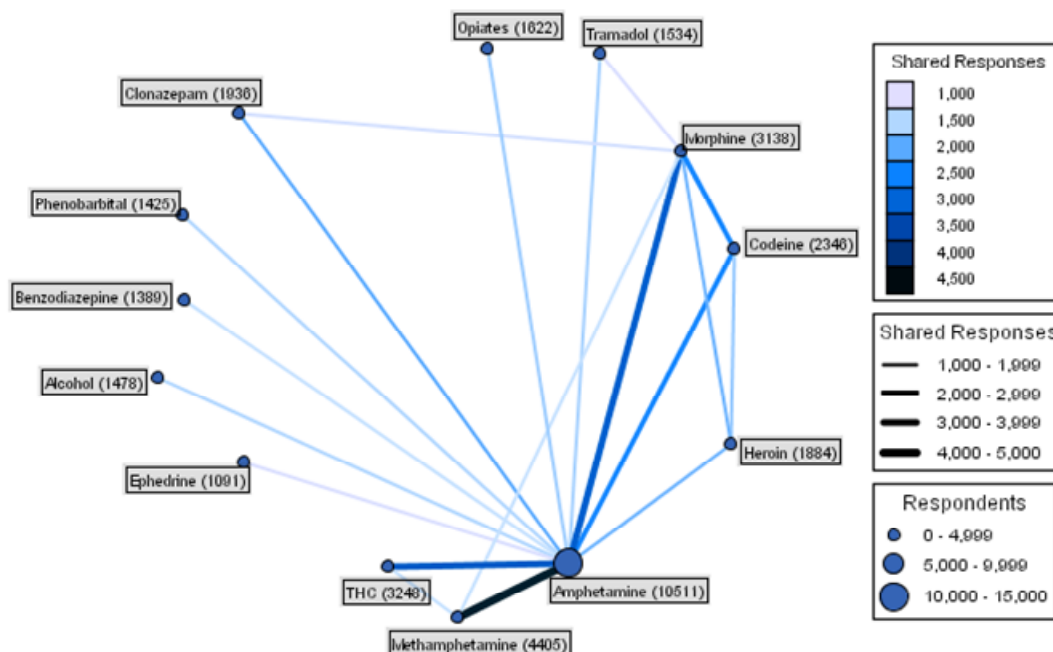 Opiates (1622)
Tramadol (1534)
Clonazepam (1936)
Morphine (3138)
Phenobarbital (1425)
Codeine (2346)
Benzodiazepine (1389)
Alcohol (1478)
Heroin (1884)
Ephedrine (1091)
THC (3248)
Amphetamine (10511)
Methamphetamine (4405)
Shared Responses
1,000
1,500
2,000
2,500
3,000
3,500
4,000
4,500
Shared Responses
1,000 - 1,999
2,000 - 2,999
3,000 - 3,999
4,000 - 5,000
Respondents
0 - 4,999
5,000 - 9,999
10,000 - 15,000